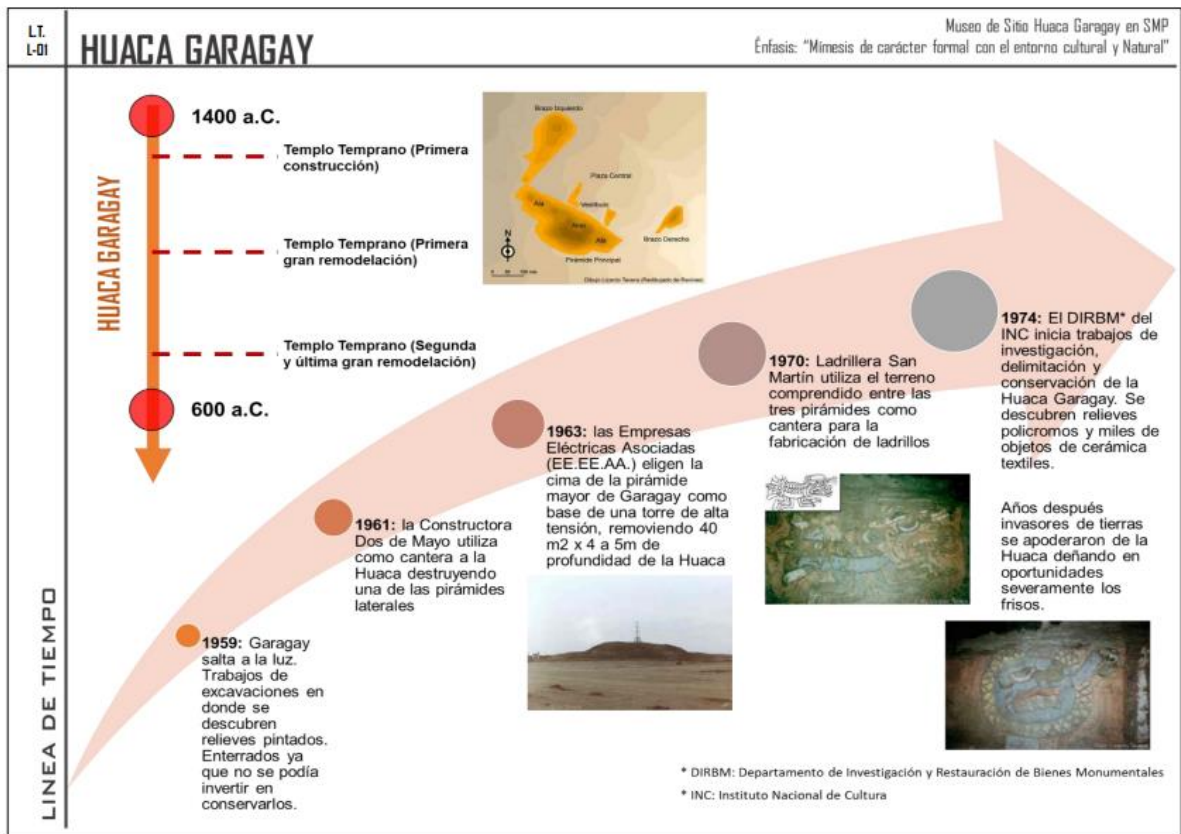 L.T.
L-01
HUACA GARAGAY
Museo de Sitio Huaca Garagay en SMP
Énfasis: "Mímesis de carácter formal con el entorno cultural y Natural"
LINEA DE TIEMPO
HUACA GARAGAY
1400 a.C.
Templo Temprano (Primera
construcción)
Templo Temprano (Primera
gran remodelación)
Templo Temprano (Segunda
y última gran remodelación)
600 a.C.
Brazo Izquierdo
Plaza Central
Vestíbulo
Ala
Atrio
Ala
Brazo Derecho
Pirámide Principal
N
1959: Garagay
salta a la luz.
Trabajos de
excavaciones en
donde se
descubren
relieves pintados.
Enterrados ya
que no se podía
invertir en
conservarlos.
1961: la Constructora
Dos de Mayo utiliza
como cantera a la
Huaca destruyendo
una de las pirámides
laterales
1963: las Empresas
Eléctricas Asociadas
(EE.EE.AA.) eligen la
cima de la pirámide
mayor de Garagay como
base de una torre de alta
tensión, removiendo 40
m2 x 4 a 5m de
profundidad de la Huaca
1970: Ladrillera San
Martín utiliza el terreno
comprendido entre las
tres pirámides como
cantera para la
fabricación de ladrillos
1974: El DIRBM* del
INC inicia trabajos de
investigación,
delimitación y
conservación de la
Huaca Garagay. Se
descubren relieves
policromos y miles de
objetos de cerámica
textiles.
Años después
invasores de tierras
se apoderaron de la
Huaca deñando en
oportunidades
severamente los
frisos.
* DIRBM: Departamento de Investigación y Restauración de Bienes Monumentales
* INC: Instituto Nacional de Cultura